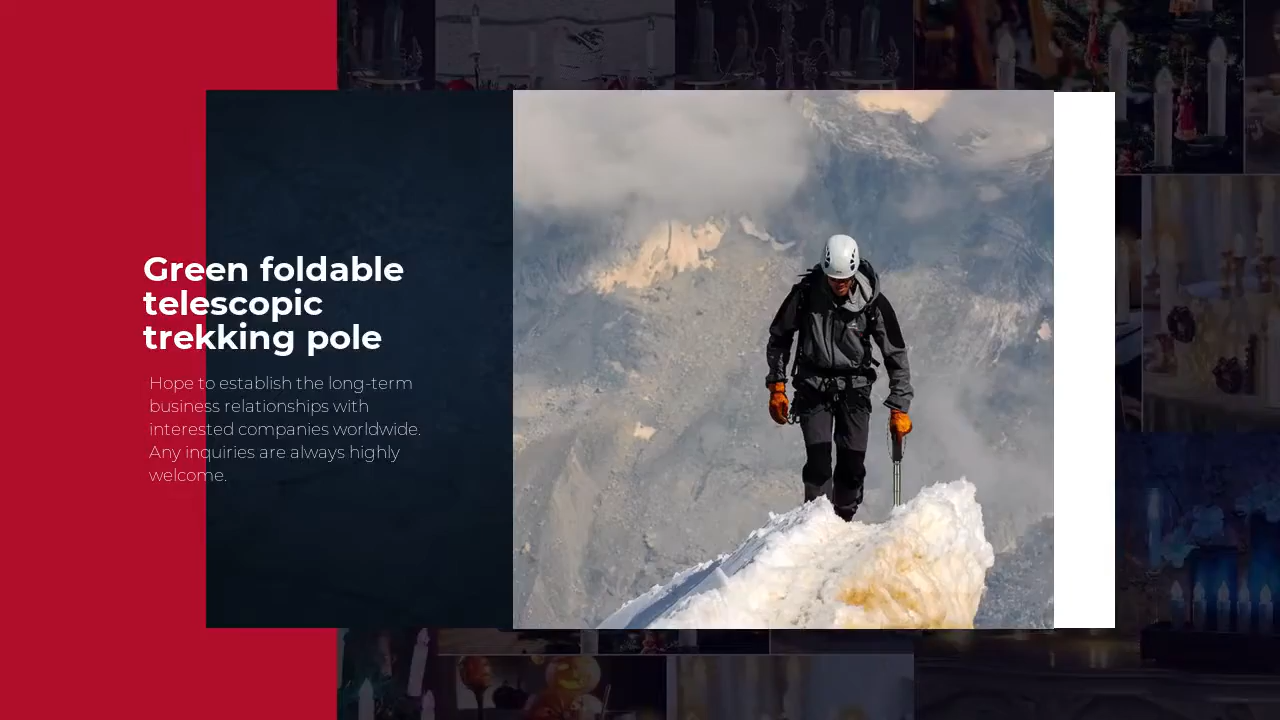 Green foldable
telescopic
trekking pole
Hope to establish the long-term
business relationships with
interested companies worldwide.
Any inquiries are always highly
welcome.